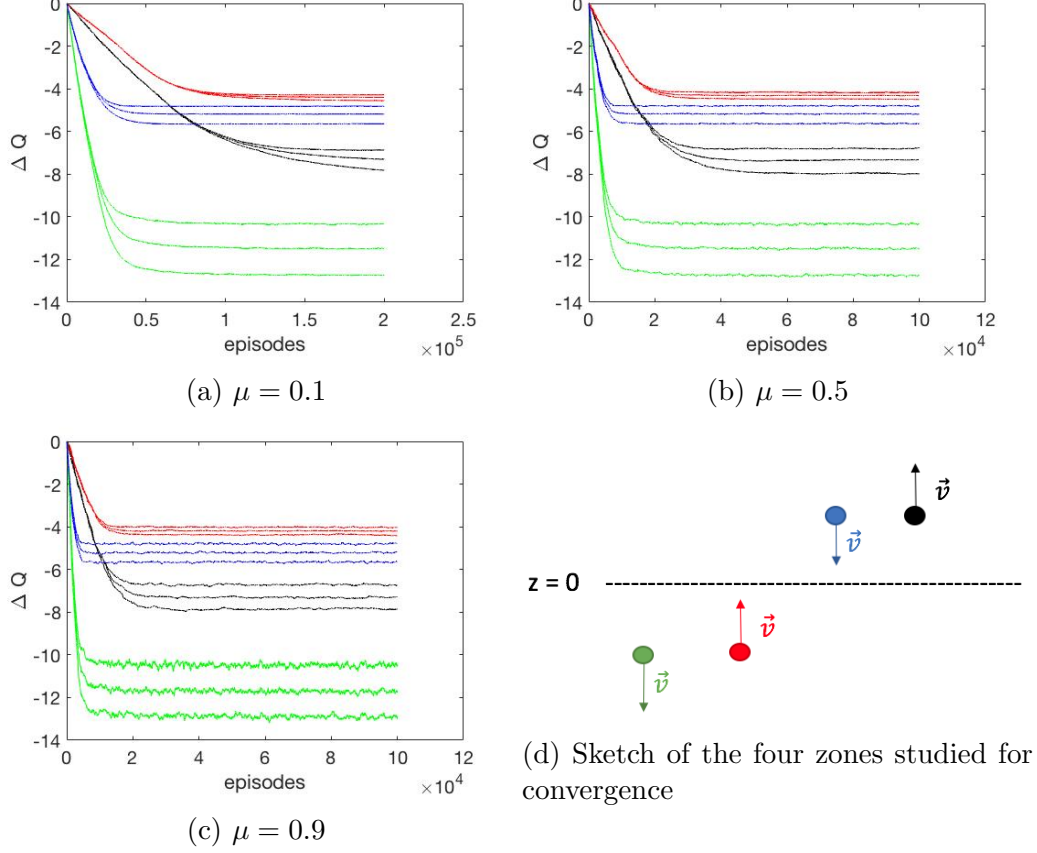 0
-2
-4
-6
-8
-10
-12
-14
Δ Q
0 0.5 1 1.5 2 2.5
episodes
×10^5
(a) μ = 0.1
0
-2
-4
-6
-8
-10
-12
-14
Δ Q
0 2 4 6 8 10 12
episodes
×10^4
(b) μ = 0.5
0
-2
-4
-6
-8
-10
-12
-14
Δ Q
0 2 4 6 8 10 12
episodes
×10^4
(c) μ = 0.9
v⃗
v⃗
z = 0
v⃗
v⃗
(d) Sketch of the four zones studied for
convergence